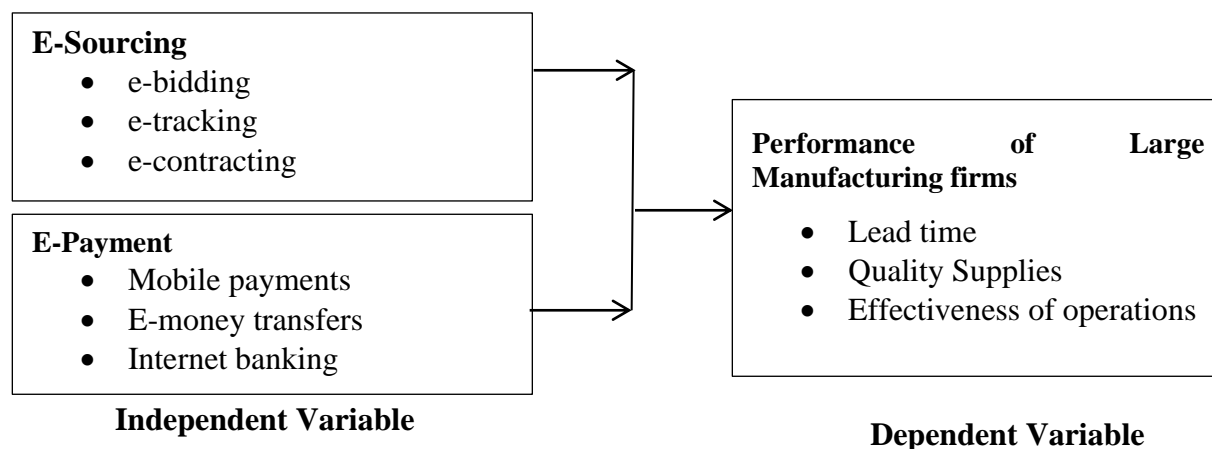 E-Sourcing
• e-bidding
• e-tracking
• e-contracting
E-Payment
• Mobile payments
• E-money transfers
• Internet banking
Independent Variable
Performance of Large
Manufacturing firms
• Lead time
• Quality Supplies
• Effectiveness of operations
Dependent Variable